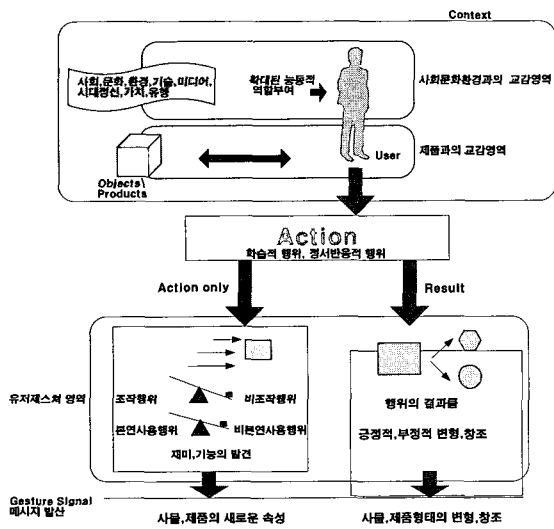 Context
사회,문화,환경,기술,미디어,
시대정신,가치,유행
확대된 능동적
역할부여
사회문화환경과의 교감영역
User
제품과의 교감영역
Objects\
Products
Action
학습적 행위, 정서반응적 행위
Action only
Result
유저제스쳐 영역
조작행위
비조작행위
본연사용행위
비본연사용행위
재미,기능의 발견
행위의 결과물
긍정적,부정적 변형,창조
Gesture Signal
메시지 발산
사물,제품의 새로운 속성
사물,제품형태의 변형,창조